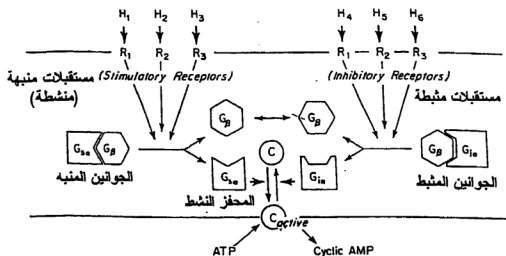 H1 H2 H3 H4 H5 H6
R1 R2 R3 R1 R2 R3
مستقبلات منبهة (Stimulatory Receptors) (Inhibitory Receptors) مستقبلات مثبطة
(منشطة)
Gβ Gβ
Gsα Gβ C Gβ Giα
Gsα Giα
الجوانين المنبه المحفز النشط الجوانين المثبط
Cactive
ATP Cyclic AMP